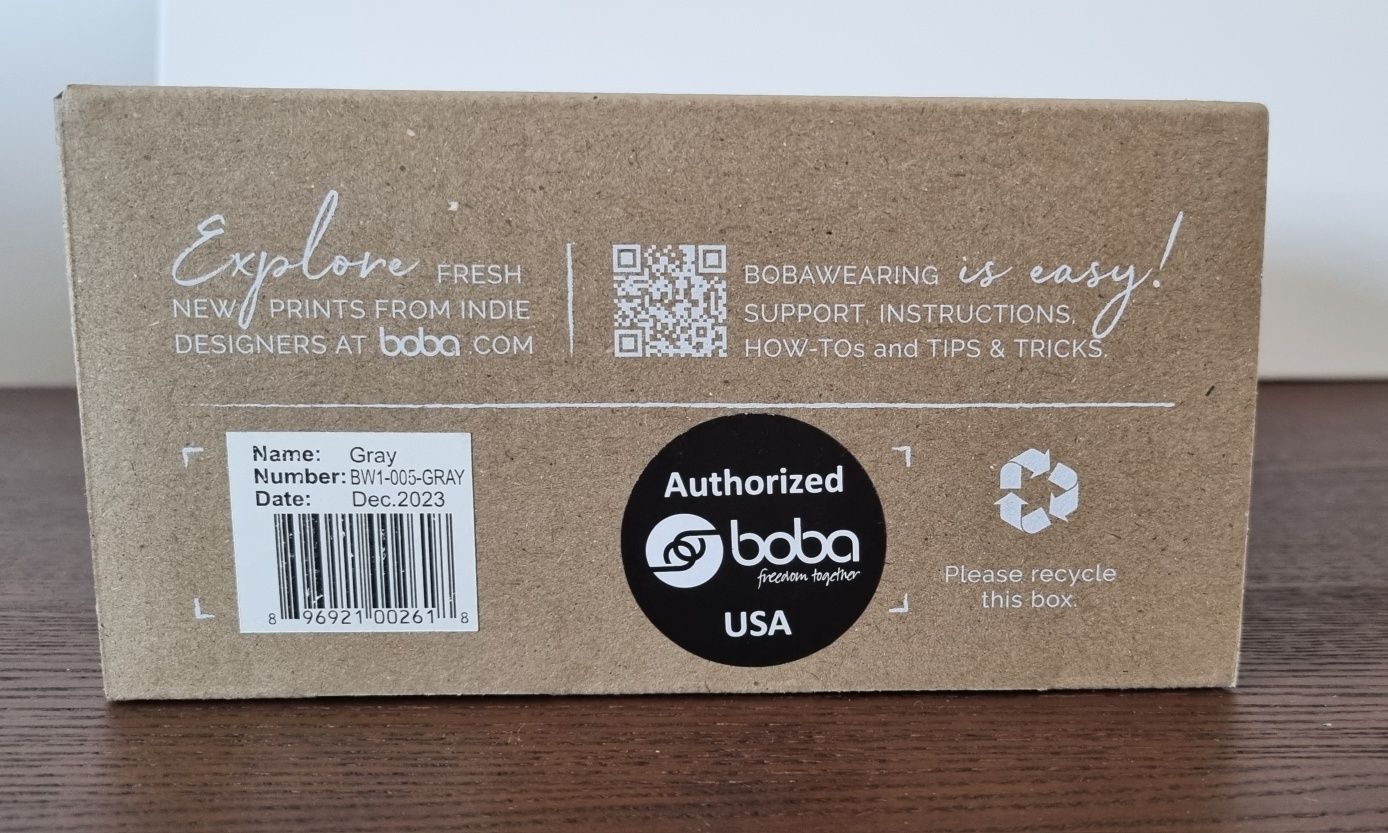 Explore FRESH
NEW PRINTS FROM INDIE
DESIGNERS AT boba .COM
BOBAWEARING is easy!
SUPPORT, INSTRUCTIONS,
HOW-TOs and TIPS & TRICKS.
Name: Gray
Number: BW1-005-GRAY
Date: Dec.2023
8 96921 00261 8
Authorized
boba
freedom together
USA
Please recycle
this box.